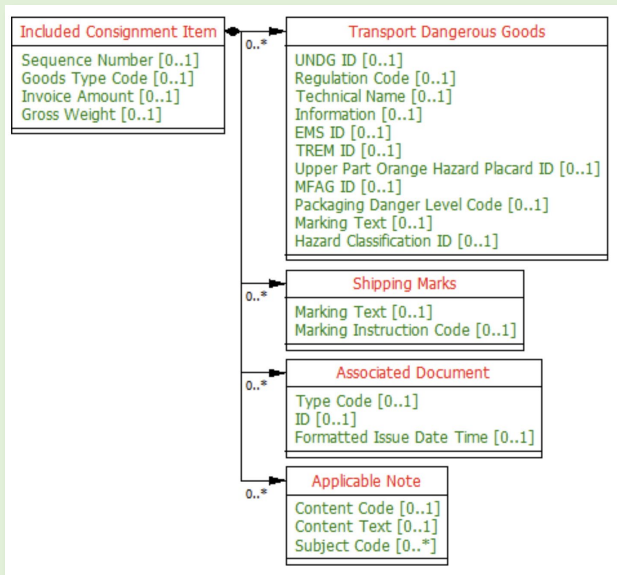 Included Consignment Item
Sequence Number [0..1]
Goods Type Code [0..1]
Invoice Amount [0..1]
Gross Weight [0..1]
0..*
Transport Dangerous Goods
UNDG ID [0..1]
Regulation Code [0..1]
Technical Name [0..1]
Information [0..1]
EMS ID [0..1]
TREM ID [0..1]
Upper Part Orange Hazard Placard ID [0..1]
MFAG ID [0..1]
Packaging Danger Level Code [0..1]
Marking Text [0..1]
Hazard Classification ID [0..1]
0..*
Shipping Marks
Marking Text [0..1]
Marking Instruction Code [0..1]
0..*
Associated Document
Type Code [0..1]
ID [0..1]
Formatted Issue Date Time [0..1]
0..*
Applicable Note
Content Code [0..1]
Content Text [0..1]
Subject Code [0..*]